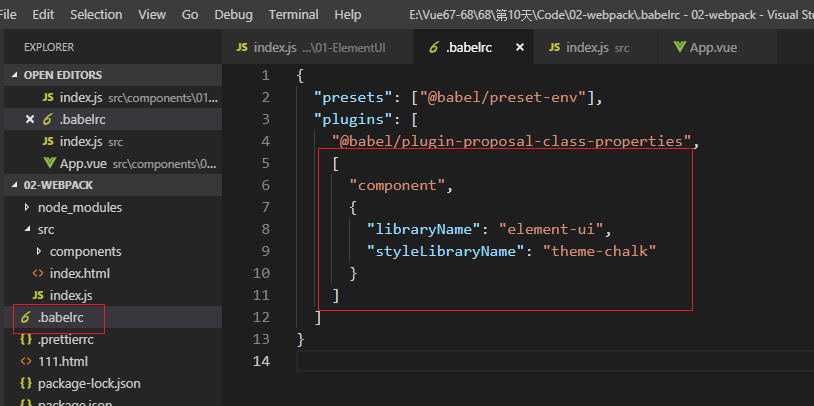 File Edit Selection View Go Debug Terminal Help E:\Vue67-68\68\第10天\Code\02-webpack\.babelrc - 02-webpack - Visual Stu
EXPLORER
OPEN EDITORS
JS index.js src\components\01...
.babelrc
JS index.js src
App.vue src\components\0...
02-WEBPACK
node_modules
src
components
index.html
JS index.js
.babelrc
.prettierrc
111.html
package-lock.json
package.json
JS index.js ...\01-ElementUI
.babelrc
JS index.js src
App.vue
1 {
2 "presets": ["@babel/preset-env"],
3 "plugins": [
4 "@babel/plugin-proposal-class-properties",
5 [
6 "component",
7 {
8 "libraryName": "element-ui",
9 "styleLibraryName": "theme-chalk"
10 }
11 ]
12 ]
13 }
14